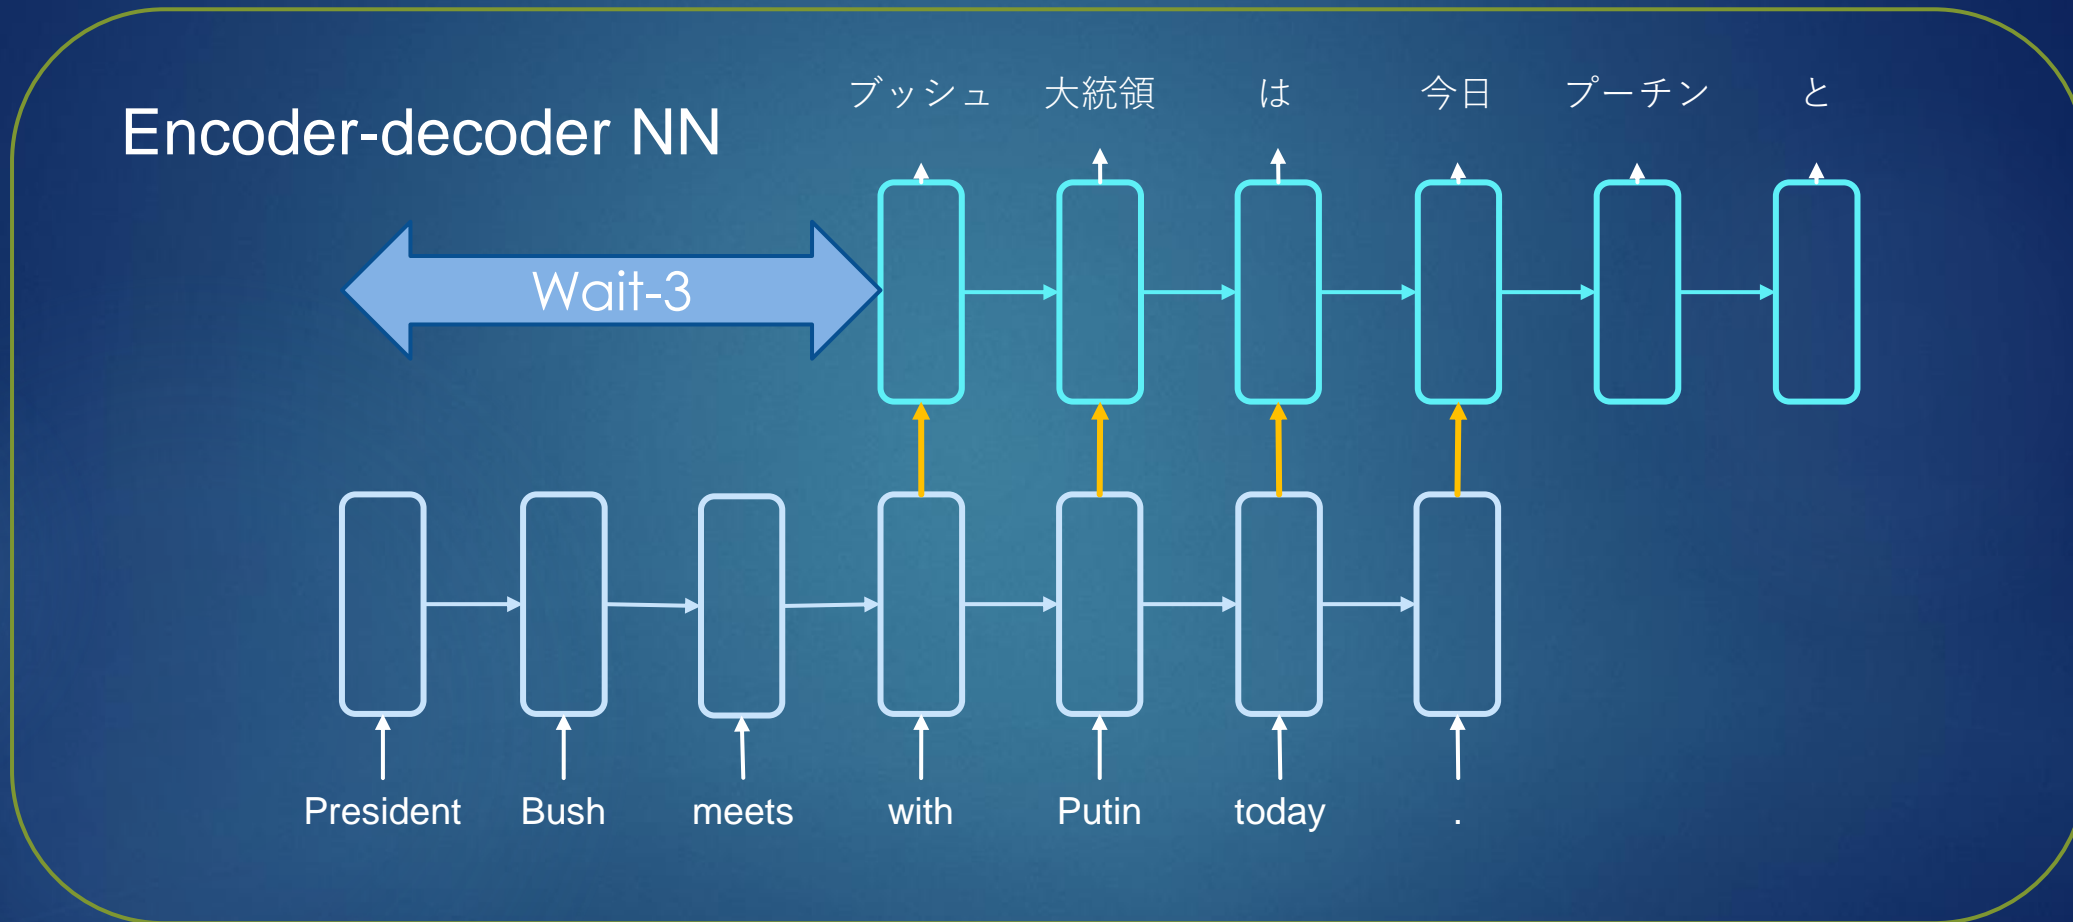 ブッシュ 大統領 は 今日 プーチン と
Encoder-decoder NN
Wait-3
President Bush meets with Putin today .